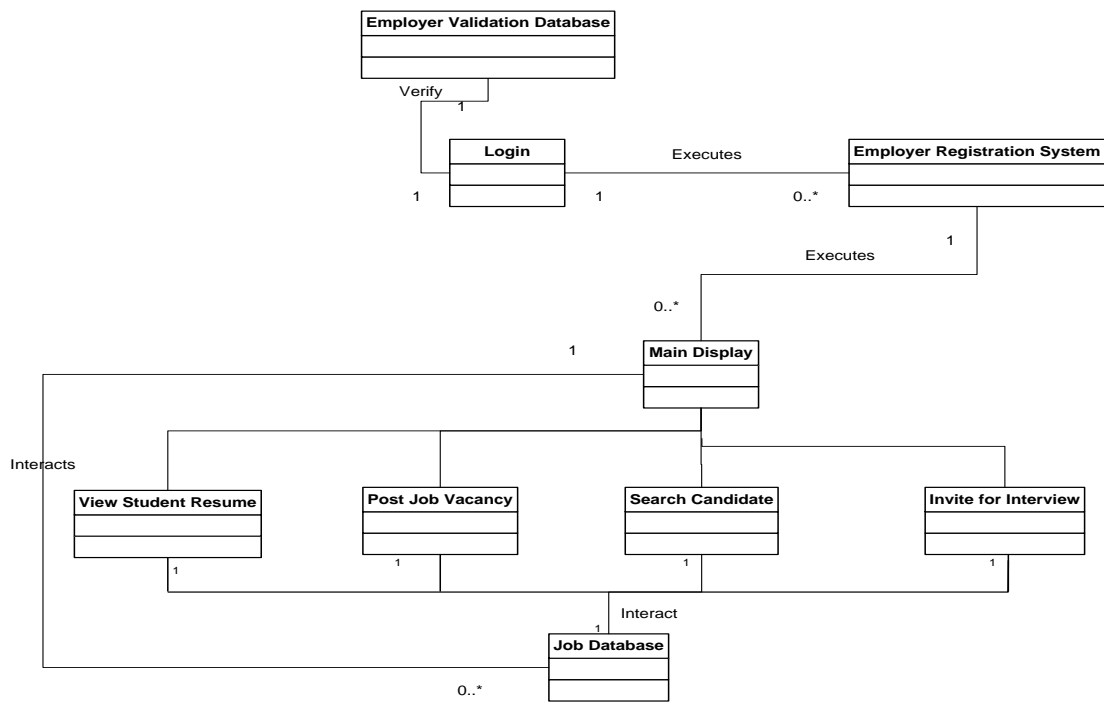 Employer Validation Database
Verify
1
Login
Executes
Employer Registration System
1
1
0..*
1
Executes
0..*
1
Main Display
Interacts
View Student Resume
Post Job Vacancy
Search Candidate
Invite for Interview
1
1
1
1
Interact
1
Job Database
0..*